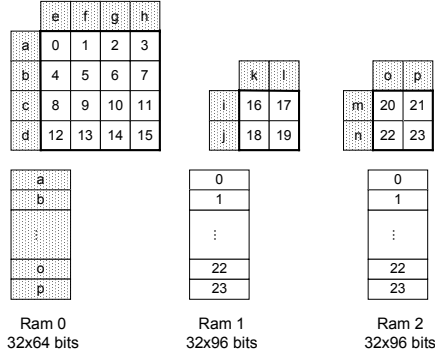 e f g h
a 0 1 2 3
b 4 5 6 7 k l o p
c 8 9 10 11 i 16 17 m 20 21
d 12 13 14 15 j 18 19 n 22 23
a 0 0
b 1 1
⋮ ⋮ ⋮
o 22 22
p 23 23
Ram 0 Ram 1 Ram 2
32x64 bits 32x96 bits 32x96 bits